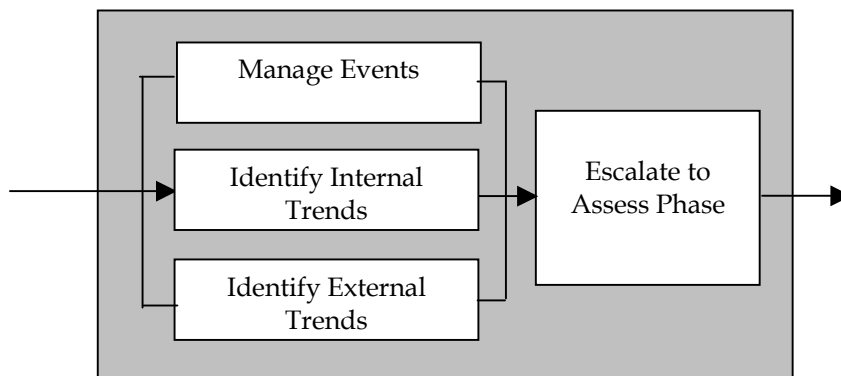 Manage Events
Identify Internal
Trends
Identify External
Trends
Escalate to
Assess Phase